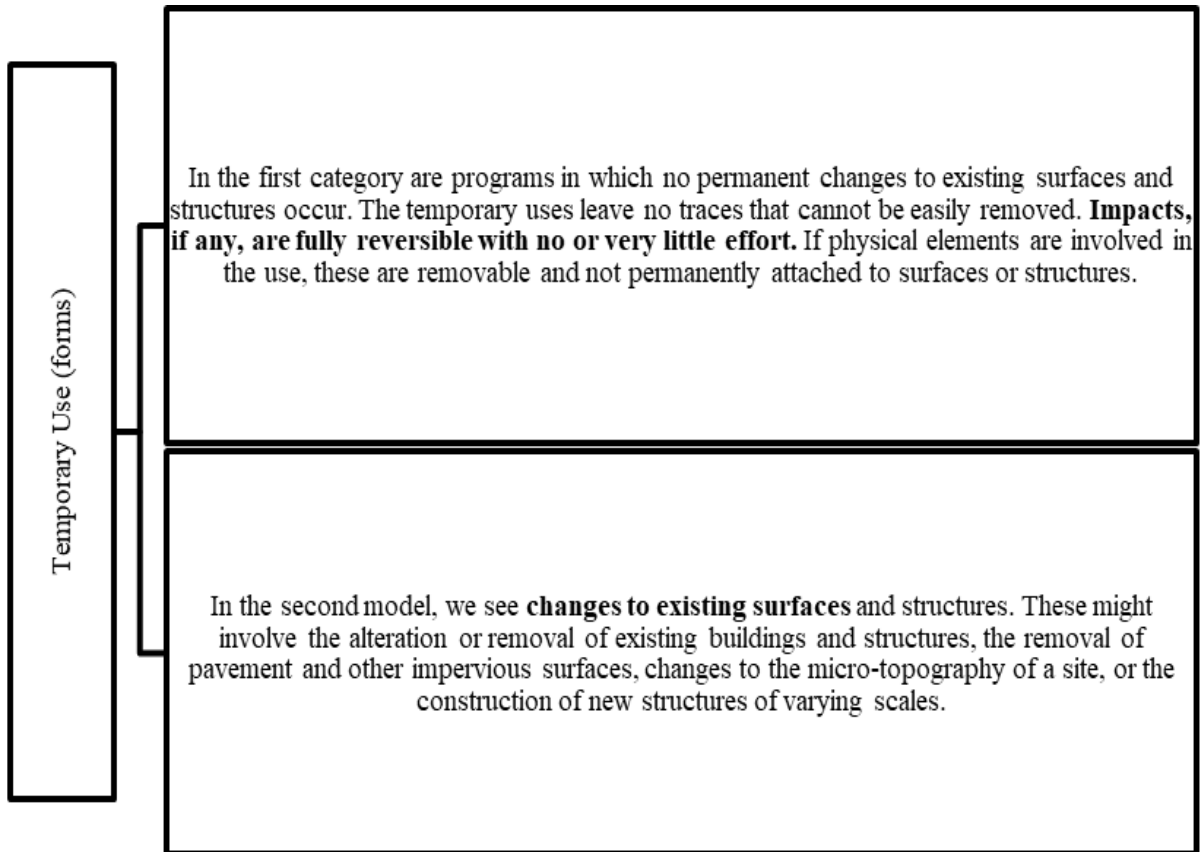 Temporary Use (forms)
In the first category are programs in which no permanent changes to existing surfaces and
structures occur. The temporary uses leave no traces that cannot be easily removed. Impacts,
if any, are fully reversible with no or very little effort. If physical elements are involved in
the use, these are removable and not permanently attached to surfaces or structures.
In the second model, we see changes to existing surfaces and structures. These might
involve the alteration or removal of existing buildings and structures, the removal of
pavement and other impervious surfaces, changes to the micro-topography of a site, or the
construction of new structures of varying scales.